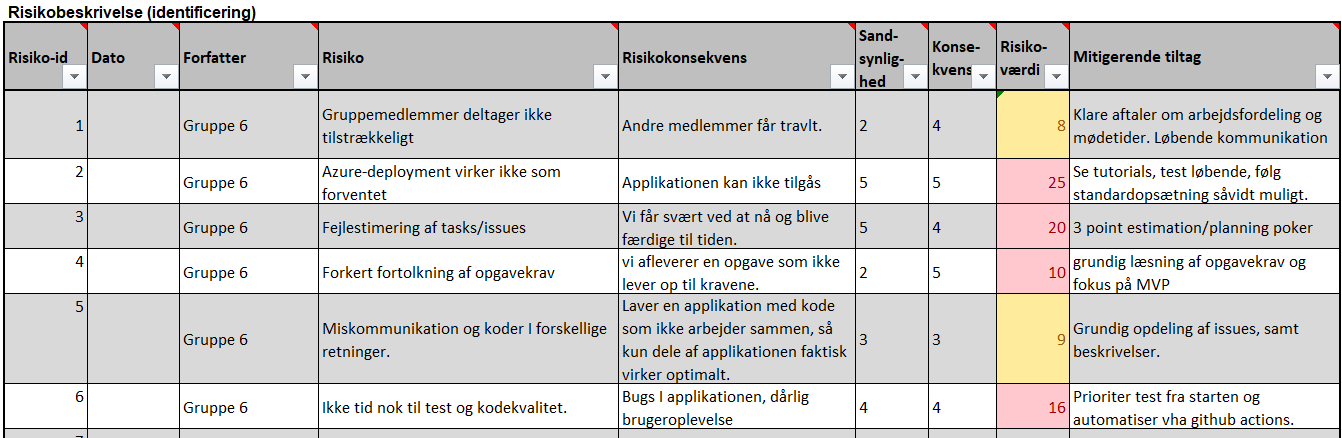 Risikobeskrivelse (identificering)
Risiko-id Dato Forfatter Risiko Risikokonsekvens Sand-synlig-hed Konse-kvens Risiko-værdi Mitigerende tiltag
1 Gruppe 6 Gruppemedlemmer deltager ikke tilstrækkeligt Andre medlemmer får travlt. 2 4 8 Klare aftaler om arbejdsfordeling og mødetider. Løbende kommunikation
2 Gruppe 6 Azure-deployment virker ikke som forventet Applikationen kan ikke tilgås 5 5 25 Se tutorials, test løbende, følg standardopsætning såvidt muligt.
3 Gruppe 6 Fejlestimering af tasks/issues Vi får svært ved at nå og blive færdige til tiden. 5 4 20 3 point estimation/planning poker
4 Gruppe 6 Forkert fortolkning af opgavekrav vi afleverer en opgave som ikke lever op til kravene. 2 5 10 grundig læsning af opgavekrav og fokus på MVP
5 Gruppe 6 Miskommunikation og koder I forskellige retninger. Laver en applikation med kode som ikke arbejder sammen, så kun dele af applikationen faktisk virker optimalt. 3 3 9 Grundig opdeling af issues, samt beskrivelser.
6 Gruppe 6 Ikke tid nok til test og kodekvalitet. Bugs I applikationen, dårlig brugeroplevelse 4 4 16 Prioriter test fra starten og automatiser vha github actions.